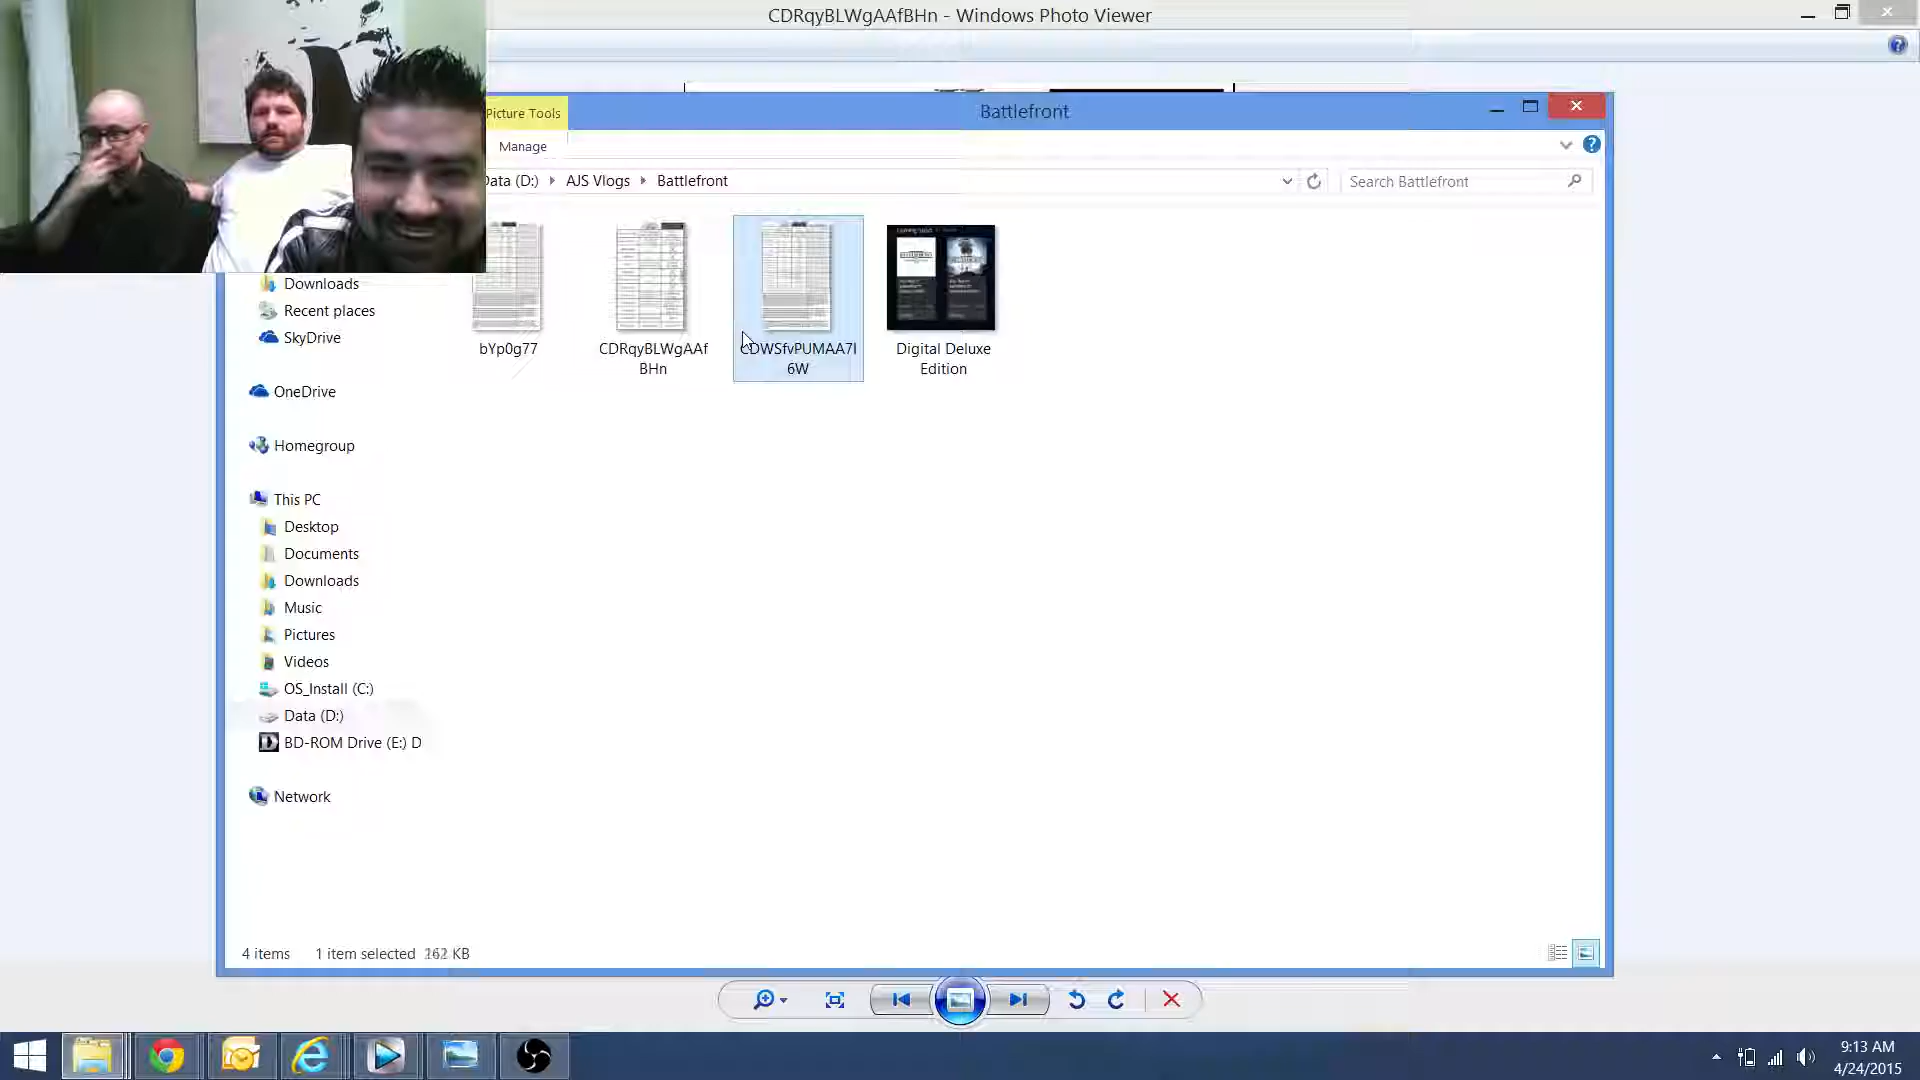 CDRqyBLWgAAfBHn - Windows Photo Viewer
Picture Tools
Battlefront
Manage
Data (D:)
AJS Vlogs
Battlefront
Search Battlefront
Downloads
Recent places
SkyDrive
OneDrive
Homegroup
This PC
Desktop
Documents
Downloads
Music
Pictures
Videos
OS_Install (C:)
Data (D:)
BD-ROM Drive (E:) D
Network
bYp0g77
CDRqyBLWgAAf
BHn
CDWSfvPUMAA7I
6W
Digital Deluxe
Edition
4 items
1 item selected
KB
9:13 AM
4/24/2015